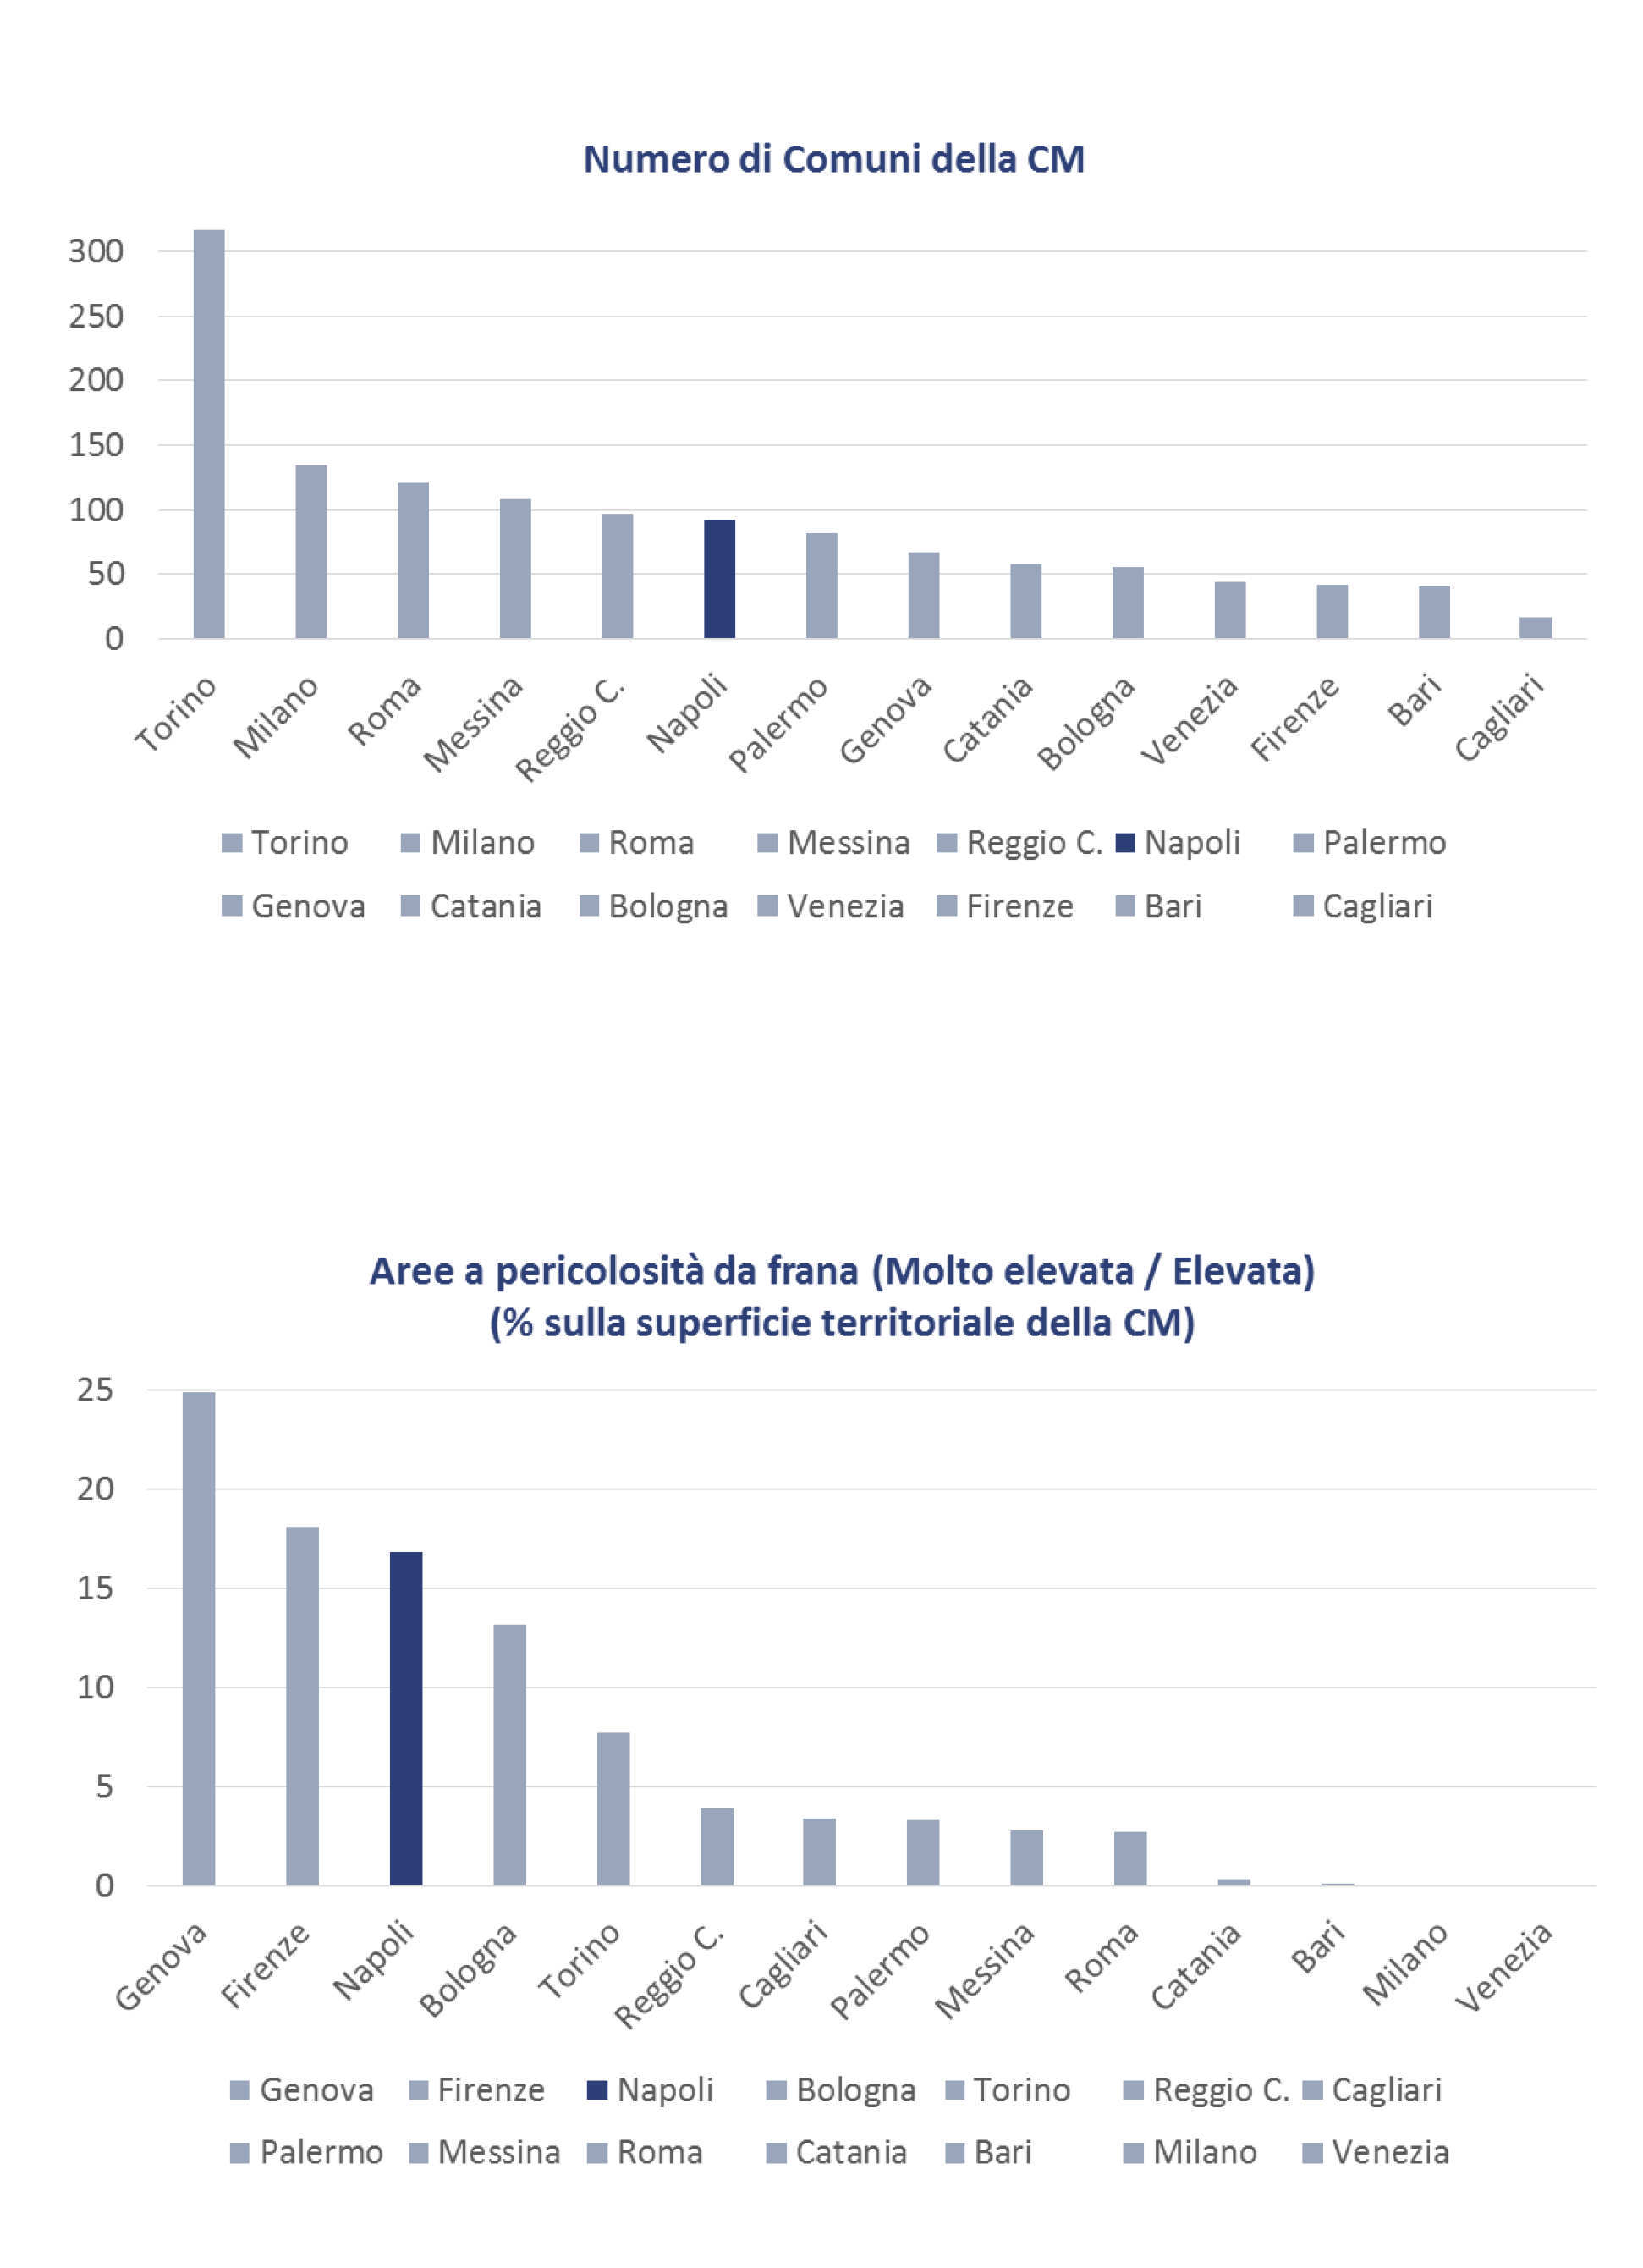 Numero di Comuni della CM
300
250
200
150
100
50
0
Torino Milano Roma Messina Reggio C. Napoli Palermo Genova Catania Bologna Venezia Firenze Bari Cagliari
Torino Milano Roma Messina Reggio C. Napoli Palermo
Genova Catania Bologna Venezia Firenze Bari Cagliari
Aree a pericolosità da frana (Molto elevata / Elevata)
(% sulla superficie territoriale della CM)
25
20
15
10
5
0
Genova Firenze Napoli Bologna Torino Reggio C. Cagliari Palermo Messina Roma Catania Bari Milano Venezia
Genova Firenze Napoli Bologna Torino Reggio C. Cagliari
Palermo Messina Roma Catania Bari Milano Venezia